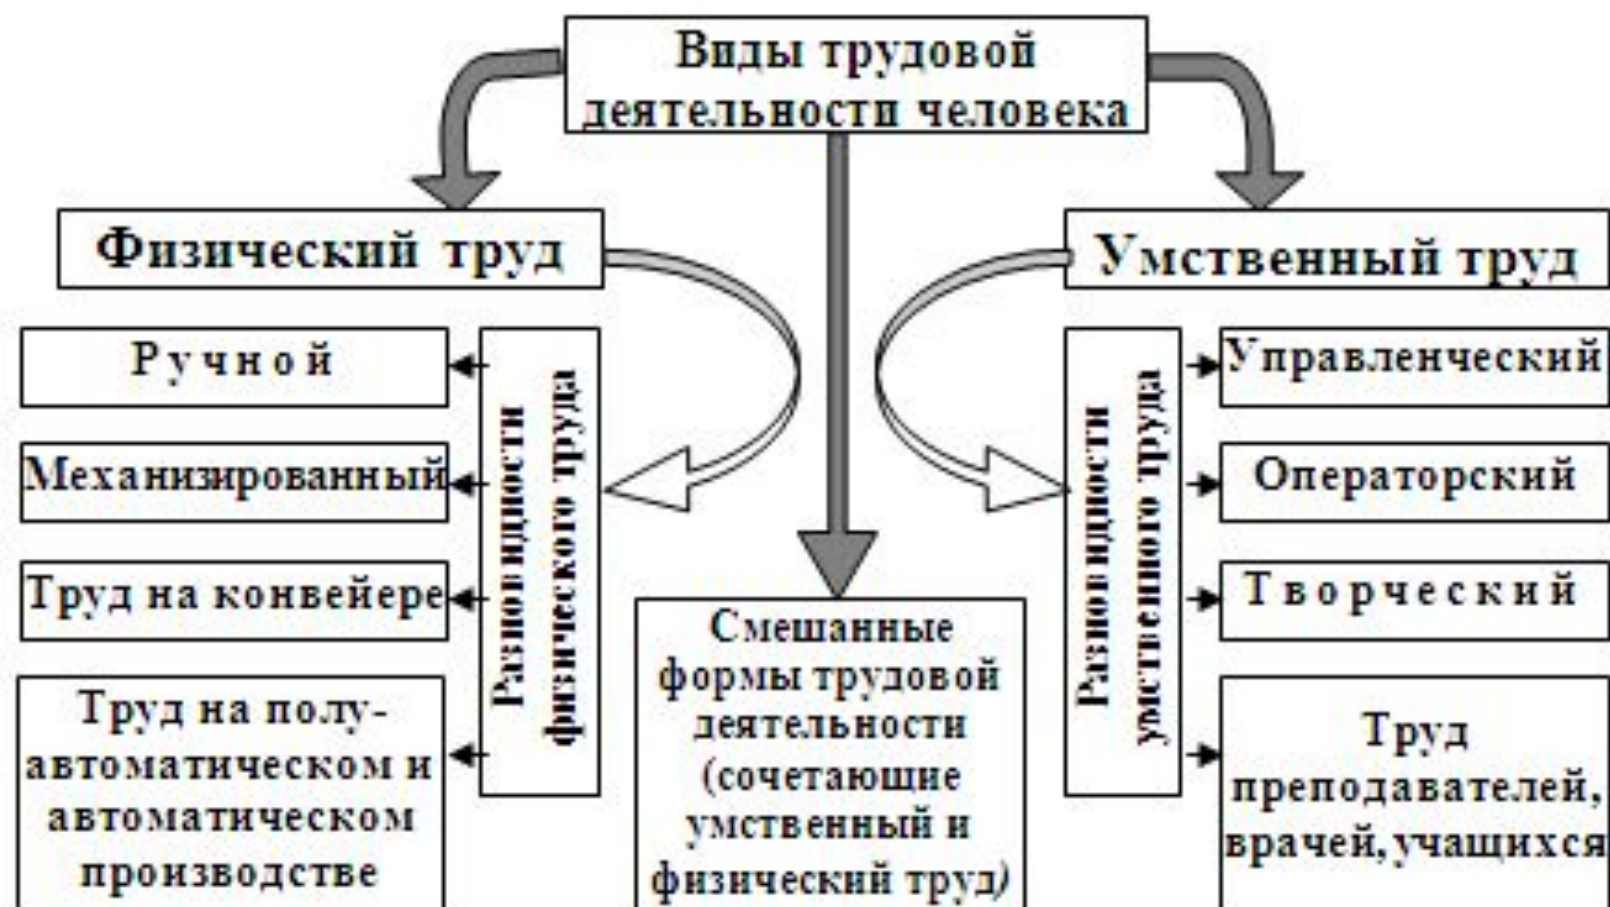 Виды трудовой
деятельности человека
Физический труд
Умственный труд
Ручной
Механизированный
Труд на конвейере
Труд на полу-
автоматическом и
автоматическом
производстве
Разновидности
физического труда
Смешанные
формы трудовой
деятельности
(сочетающие
умственный и
физический труд)
Разновидности
умственного труда
Управленческий
Операторский
Творческий
Труд
преподавателей,
врачей, учащихся